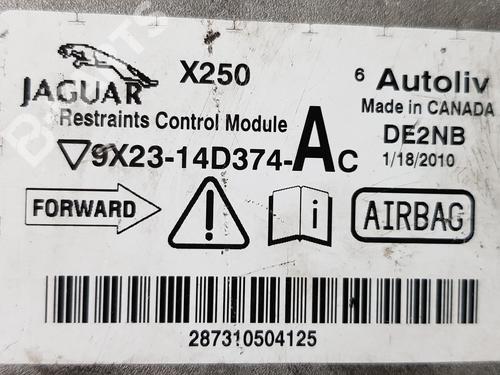 JAGUAR
X250
6 Autoliv
Made in CANADA
Restraints Control Module
DE2NB
9X23-14D374-AC
1/18/2010
FORWARD
i
AIRBAG
287310504125